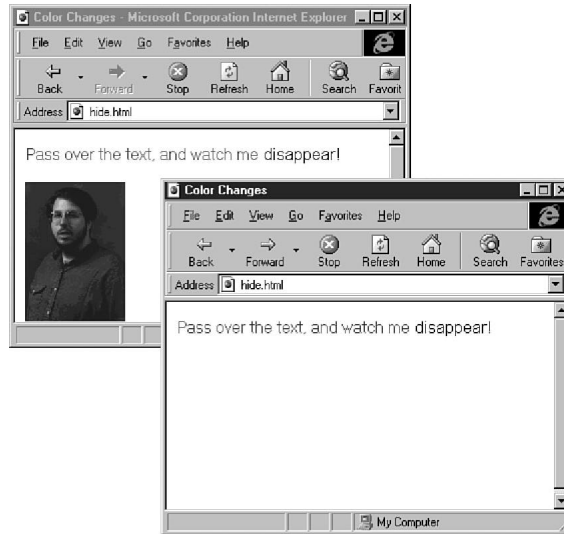 Color Changes - Microsoft Corporation Internet Explorer
File Edit View Go Favorites Help
Back Forward Stop Refresh Home Search Favorit
Address hide.html
Pass over the text, and watch me disappear!
Color Changes
File Edit View Go Favorites Help
Back Forward Stop Refresh Home Search Favorites
Address hide.html
Pass over the text, and watch me disappear!
My Computer